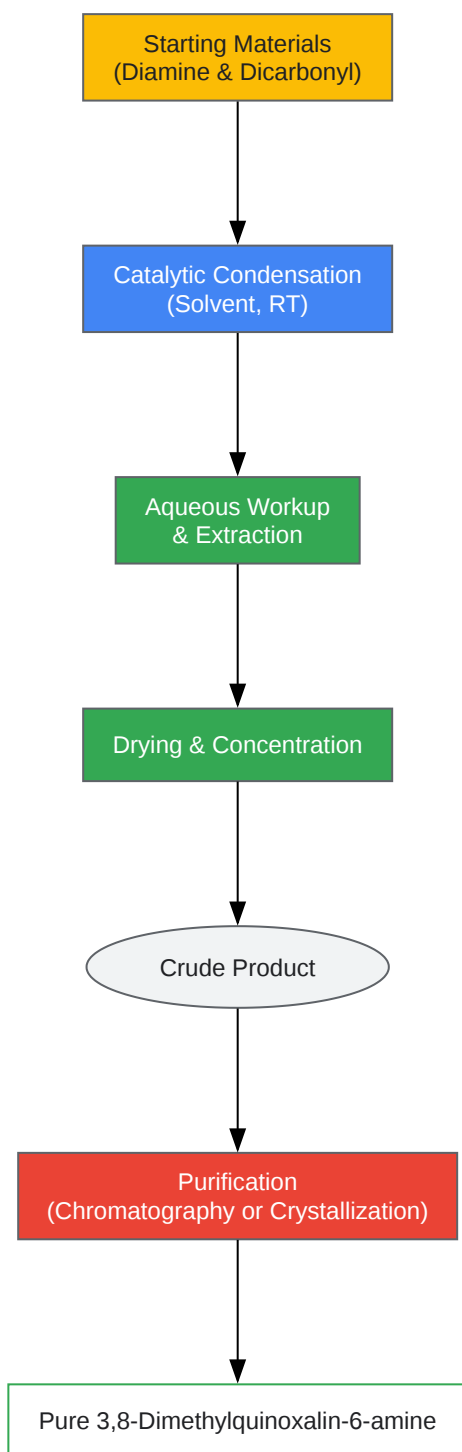 Starting Materials
(Diamine & Dicarbonyl)
Catalytic Condensation
(Solvent, RT)
Aqueous Workup
& Extraction
Drying & Concentration
Crude Product
Purification
(Chromatography or Crystallization)
Pure 3,8-Dimethylquinoxalin-6-amine